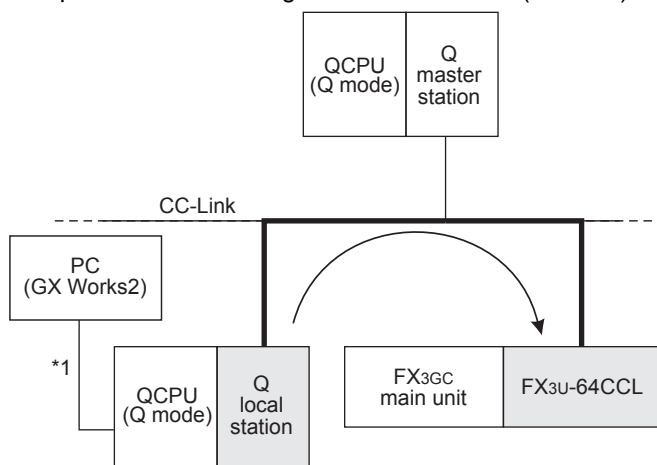 QCPU
(Q mode)
Q
master
station
CC-Link
PC
(GX Works2)
*1
QCPU
(Q mode)
Q
local
station
FX3GC
main unit
FX3U-64CCL